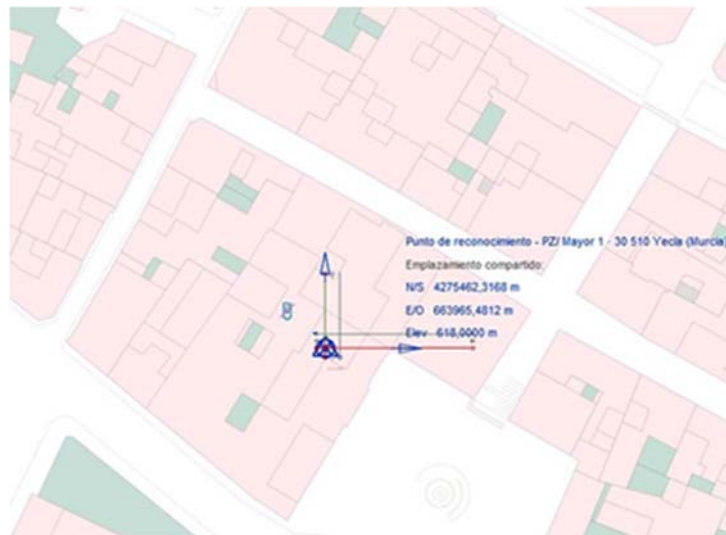 Punto de reconocimiento - PZ/ Mayor 1 - 30 510 Yecla (Murcia)
Emplazamiento compartido:
N/S 4275462,3168 m
E/O 663965,4812 m
Elev 618,0000 m